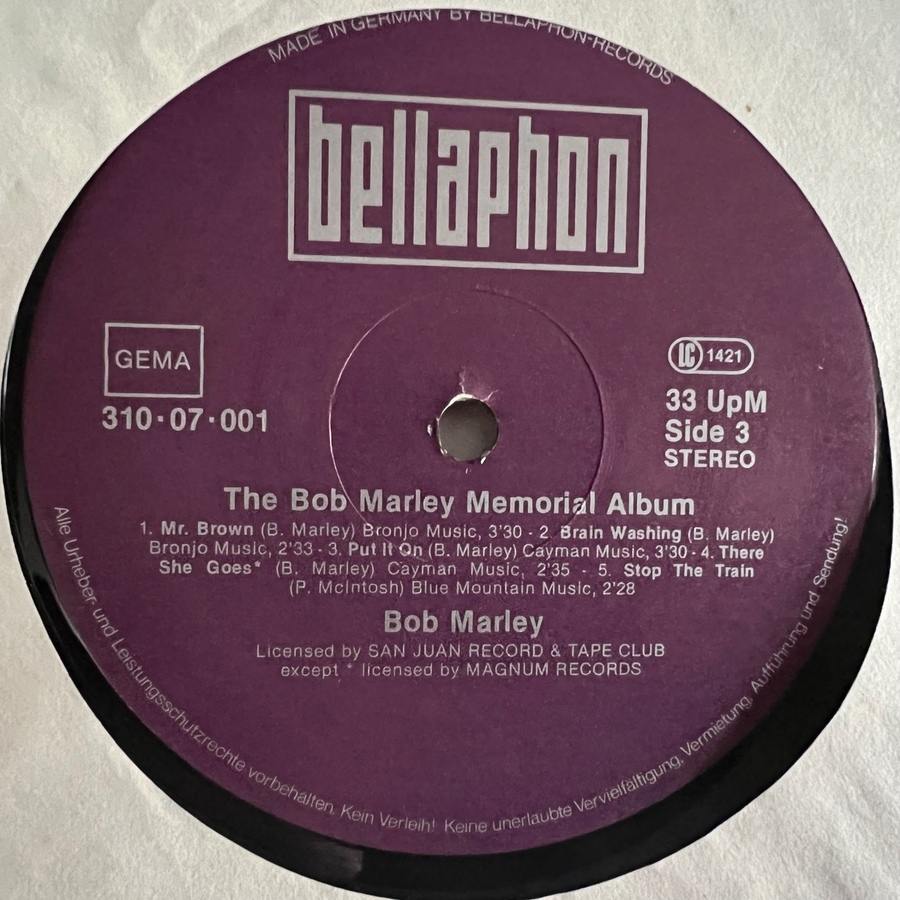 MADE IN GERMANY BY BELLAPHON-RECORDS
bellaphon
GEMA
310·07·001
LC 1421
33 UpM
Side 3
STEREO
The Bob Marley Memorial Album
1. Mr. Brown (B. Marley) Bronjo Music, 3'30 - 2. Brain Washing (B. Marley)
Bronjo Music, 2'33 - 3. Put It On (B. Marley) Cayman Music, 3'30 - 4. There
She Goes* (B. Marley) Cayman Music, 2'35 - 5. Stop The Train
(P. McIntosh) Blue Mountain Music, 2'28
Bob Marley
Licensed by SAN JUAN RECORD & TAPE CLUB
except * licensed by MAGNUM RECORDS
Alle Urheber- und Leistungsschutzrechte vorbehalten. Kein Verleih! Keine unerlaubte Vervielfältigung, Vermietung, Aufführung und Sendung!